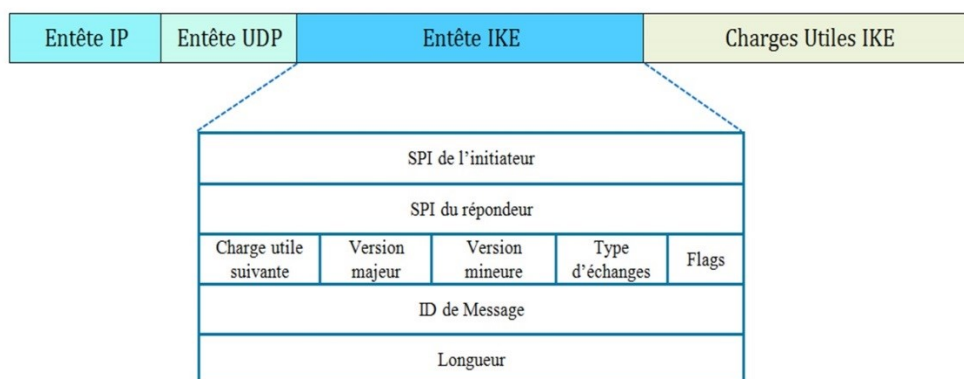 Entête IP
Entête UDP
Entête IKE
Charges Utiles IKE
SPI de l'initiateur
SPI du répondeur
Charge utile
suivante
Version
majeur
Version
mineure
Type
d'échanges
Flags
ID de Message
Longueur